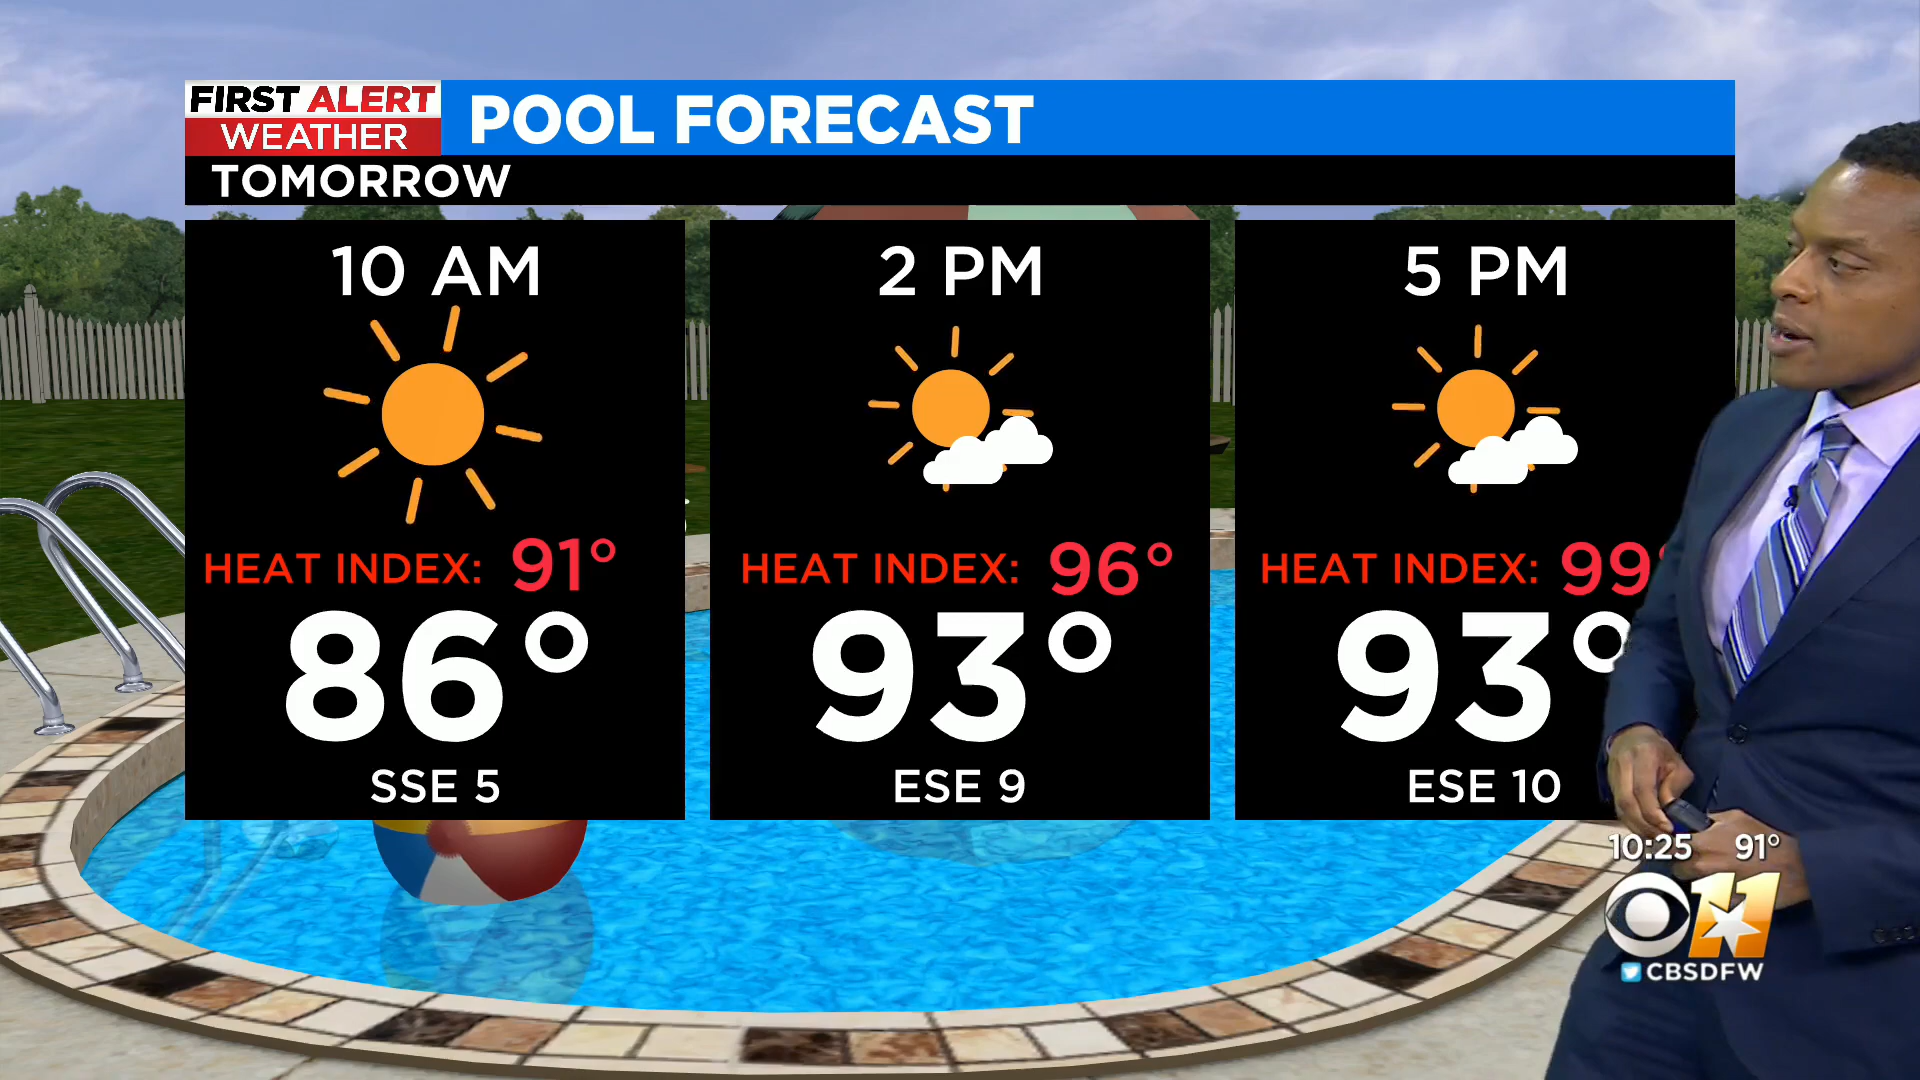 FIRST ALERT
WEATHER
POOL FORECAST
TOMORROW
10 AM
HEAT INDEX: 91°
86°
SSE 5
2 PM
HEAT INDEX: 96°
93°
ESE 9
5 PM
HEAT INDEX: 99°
93°
ESE 10
10:25 91°
11
CBSDFW